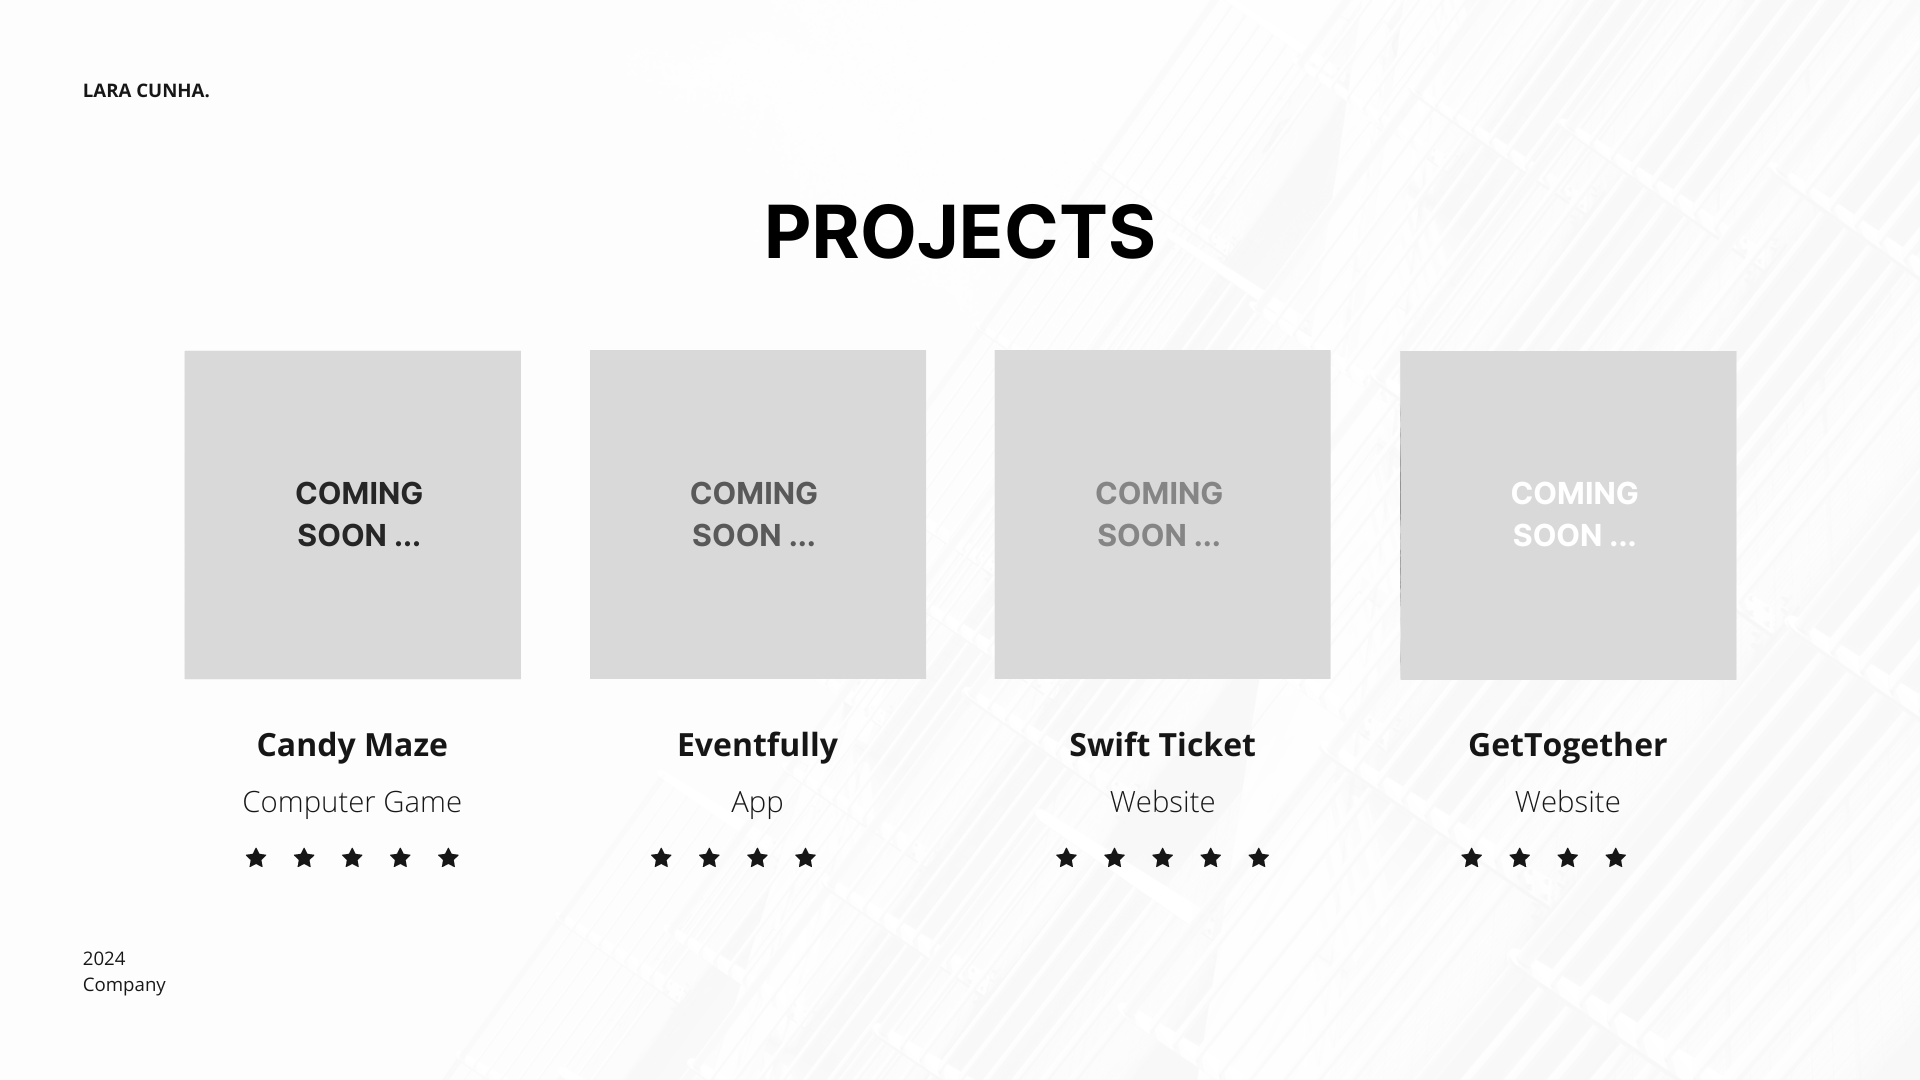 LARA CUNHA.
PROJECTS
COMING
SOON ...
COMING
SOON ...
COMING
SOON ...
COMING
SOON ...
Candy Maze
Computer Game
Eventfully
App
Swift Ticket
Website
GetTogether
Website
2024
Company